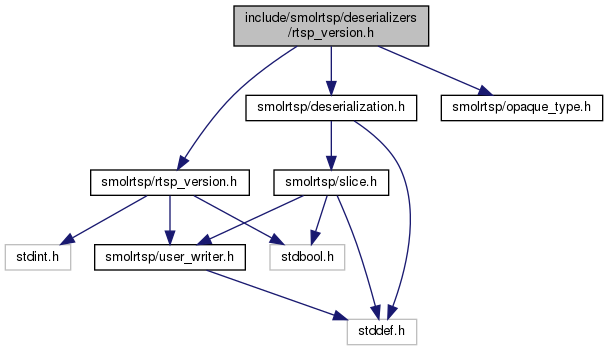 include/smolrtsp/deserializers
/rtsp_version.h
smolrtsp/deserialization.h
smolrtsp/opaque_type.h
smolrtsp/rtsp_version.h
smolrtsp/slice.h
stdint.h
smolrtsp/user_writer.h
stdbool.h
stddef.h